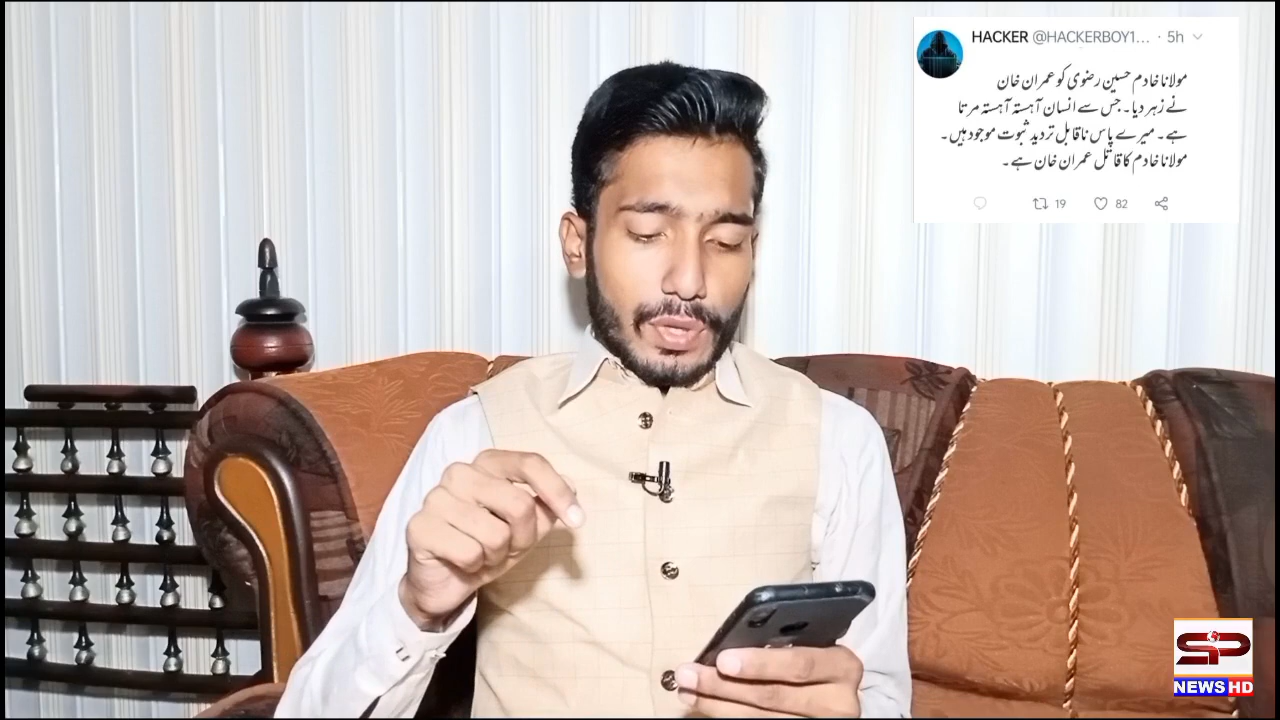 HACKER @HACKERBOY1... · 5h
مولانا خادم حسین رضوی کو عمران خان
نے زہر دیا۔ جس سے انسان آہستہ آہستہ مرتا
ہے۔ میرے پاس ناقابل تردید ثبوت موجود ہیں۔
مولانا خادم کا قاتل عمران خان ہے۔
19 82
SP
NEWS HD